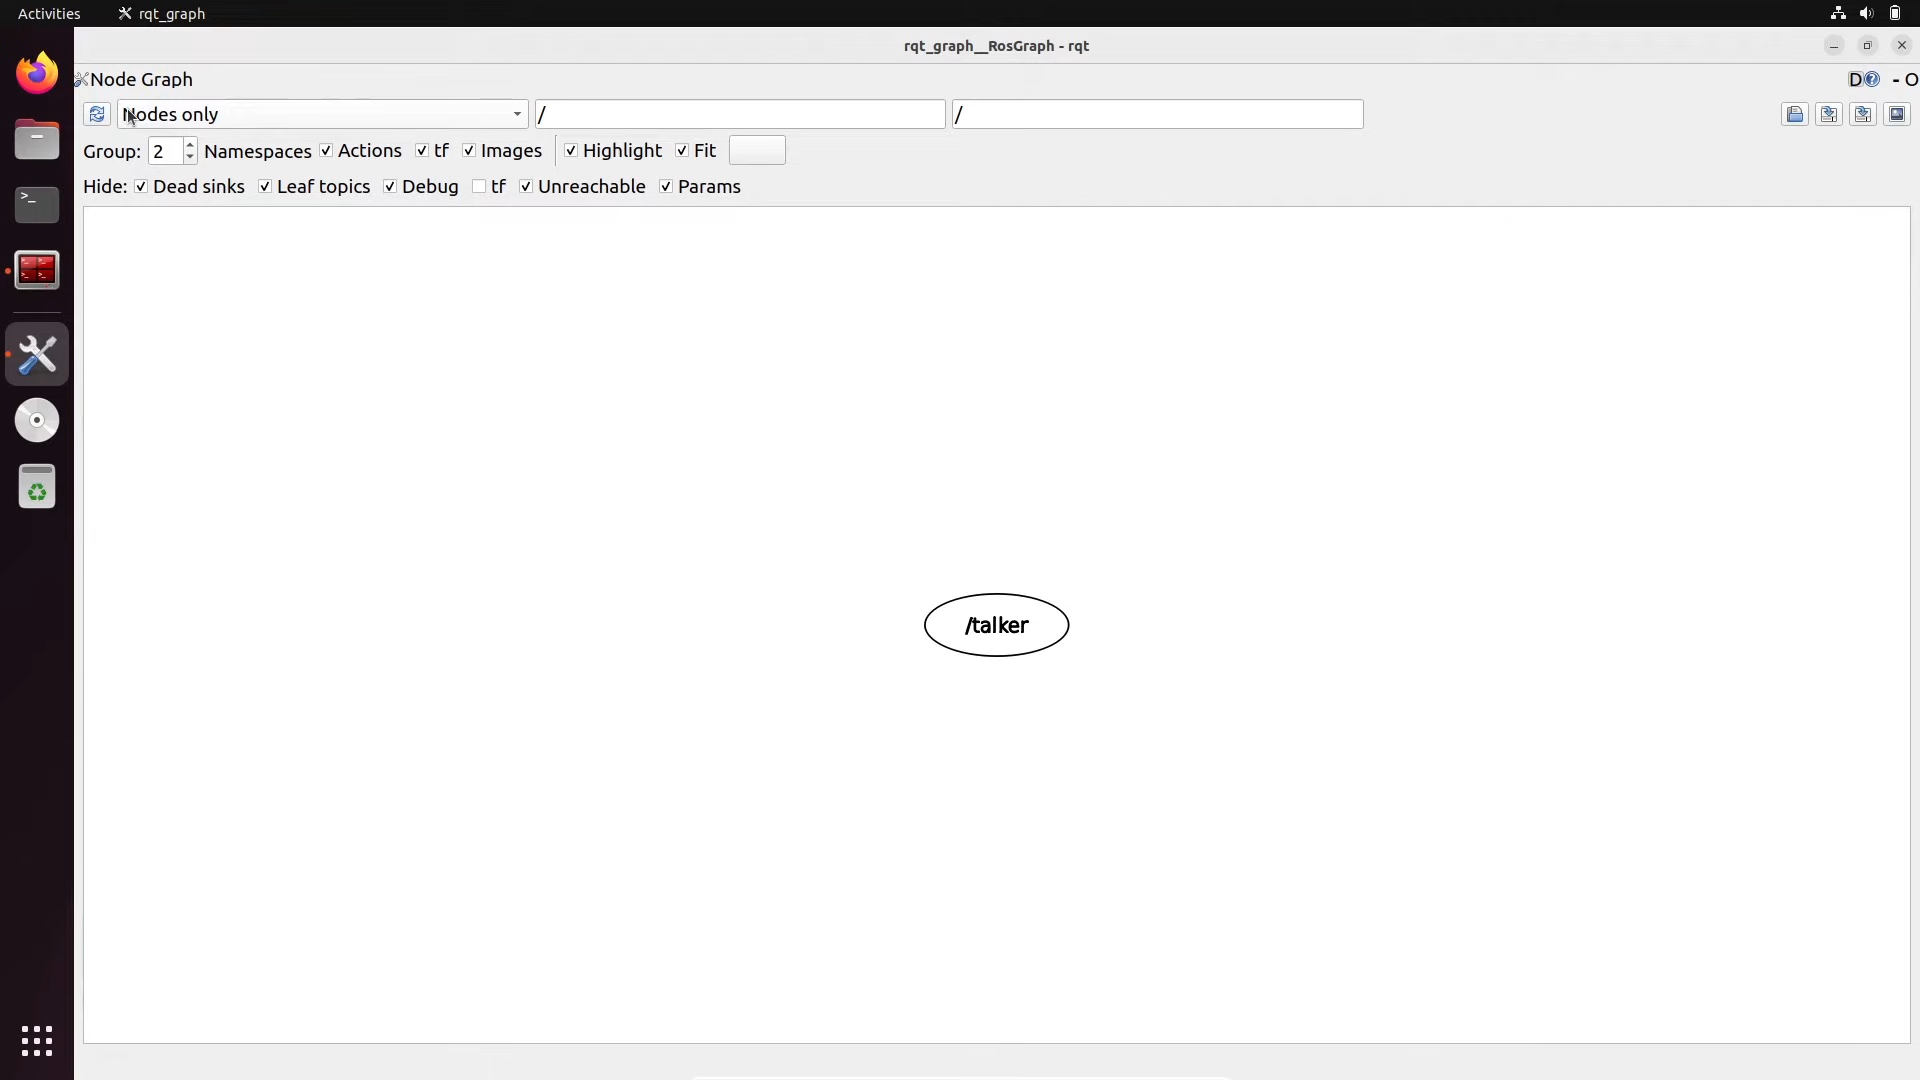 Activities rqt_graph
rqt_graph__RosGraph - rqt
Node Graph D - O
Nodes only / /
Group: 2 Namespaces Actions tf Images Highlight Fit
Hide: Dead sinks Leaf topics Debug tf Unreachable Params
/talker